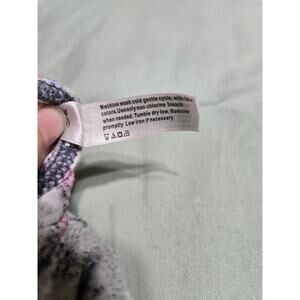 Machine wash cold gentle cycle, with like
colors. Use only non chlorine bleach
when needed. Tumble dry low. Remove
promptly. Low iron if necessary.